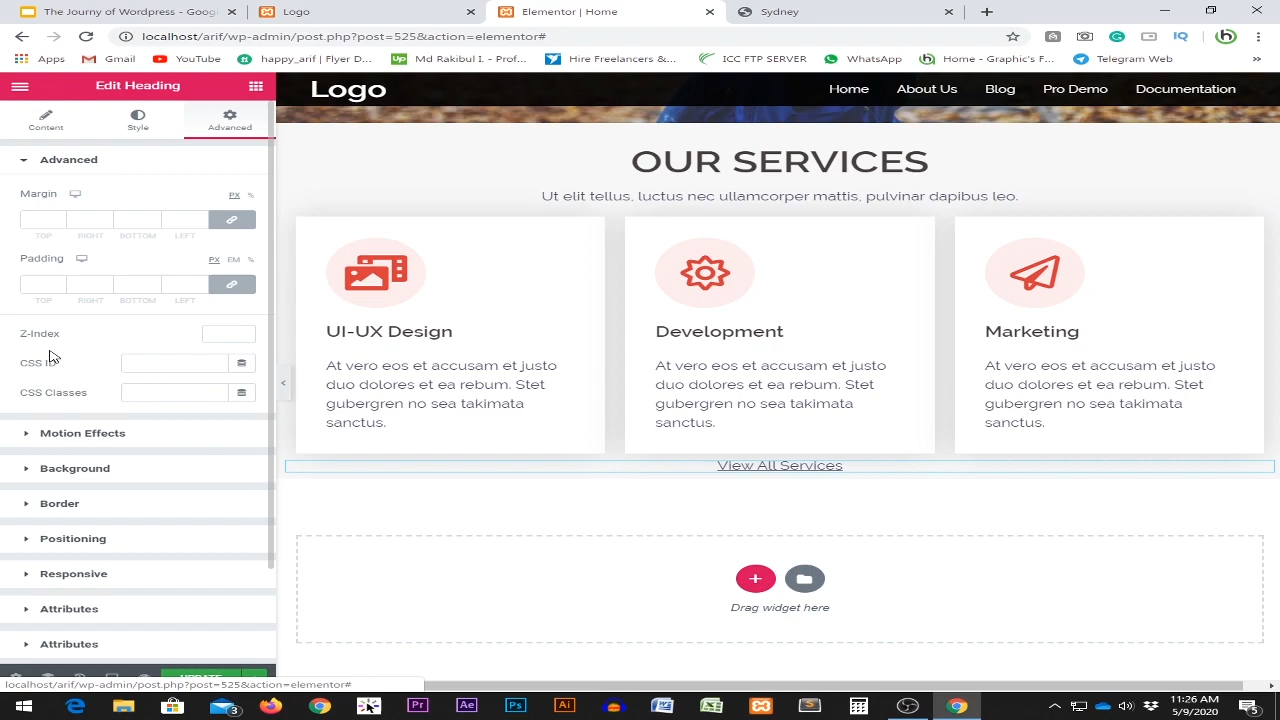 The Journy of Wordpress - Goog
Logo
Elementor | Home
Sydney
localhost/arif/wp-admin/post.php?post=525&action=elementor#
Apps
Gmail
YouTube
happy_arif | Flyer D...
Md Rakibul I. - Prof...
Hire Freelancers &...
ICC FTP SERVER
WhatsApp
Home - Graphic's F...
Telegram Web
Edit Heading
Content
Style
Advanced
Advanced
Margin
PX %
TOP RIGHT BOTTOM LEFT
Padding
PX EM %
TOP RIGHT BOTTOM LEFT
Z-Index
CSS ID
CSS Classes
Motion Effects
Background
Border
Positioning
Responsive
Attributes
Attributes
UPDATE
localhost/arif/wp-admin/post.php?post=525&action=elementor#
Logo
Home About Us Blog Pro Demo Documentation
OUR SERVICES
Ut elit tellus, luctus nec ullamcorper mattis, pulvinar dapibus leo.
UI-UX Design
At vero eos et accusam et justo
duo dolores et ea rebum. Stet
gubergren no sea takimata
sanctus.
Development
At vero eos et accusam et justo
duo dolores et ea rebum. Stet
gubergren no sea takimata
sanctus.
Marketing
At vero eos et accusam et justo
duo dolores et ea rebum. Stet
gubergren no sea takimata
sanctus.
View All Services
Drag widget here
11:26 AM
5/9/2020